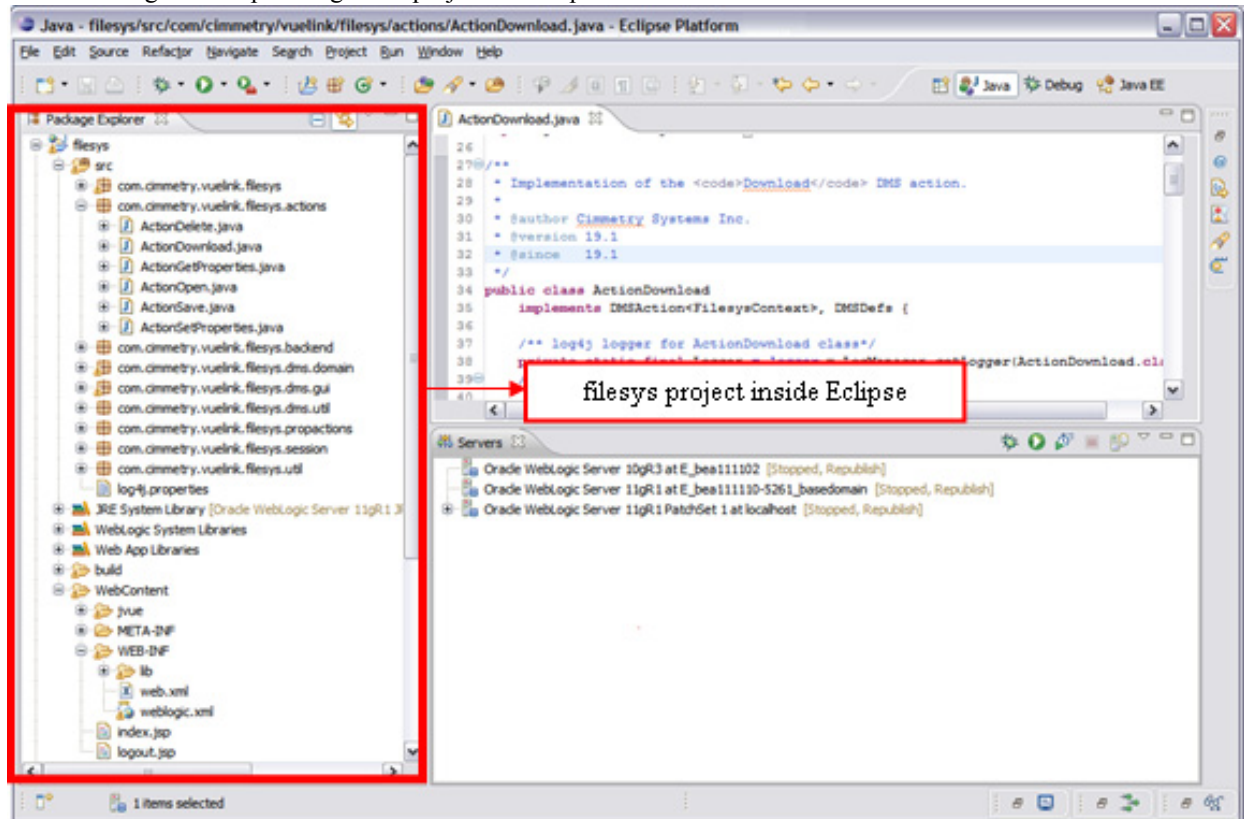 Java - filesys/src/com/cimmetry/vuelink/filesys/actions/ActionDownload.java - Eclipse Platform
File Edit Source Refactor Navigate Search Project Run Window Help
Java Debug Java EE
Package Explorer
filesys
src
com.cimmetry.vuelink.filesys
com.cimmetry.vuelink.filesys.actions
ActionDelete.java
ActionDownload.java
ActionGetProperties.java
ActionOpen.java
ActionSave.java
ActionSetProperties.java
com.cimmetry.vuelink.filesys.backend
com.cimmetry.vuelink.filesys.dms.domain
com.cimmetry.vuelink.filesys.dms.gui
com.cimmetry.vuelink.filesys.dms.util
com.cimmetry.vuelink.filesys.propactions
com.cimmetry.vuelink.filesys.session
com.cimmetry.vuelink.filesys.util
log4j.properties
JRE System Library [Oracle WebLogic Server 11gR1 J
WebLogic System Libraries
Web App Libraries
build
WebContent
jvue
META-INF
WEB-INF
lib
web.xml
weblogic.xml
index.jsp
logout.jsp
ActionDownload.java
26
27 /**
28 * Implementation of the <code>Download</code> DMS action.
29 *
30 * @author Cimmetry Systems Inc.
31 * @version 19.1
32 * @since 19.1
33 */
34 public class ActionDownload
35 implements DMSAction<FilesysContext>, DMSDefs {
36
37 /** log4j logger for ActionDownload class*/
38 private static final Logger m_logger = LogManager.getLogger(ActionDownload.cla
39
40
filesys project inside Eclipse
Servers
Oracle WebLogic Server 10gR3 at E_bea111102 [Stopped, Republish]
Oracle WebLogic Server 11gR1 at E_bea111110-5261_basedomain [Stopped, Republish]
Oracle WebLogic Server 11gR1 PatchSet 1 at localhost [Stopped, Republish]
1 items selected